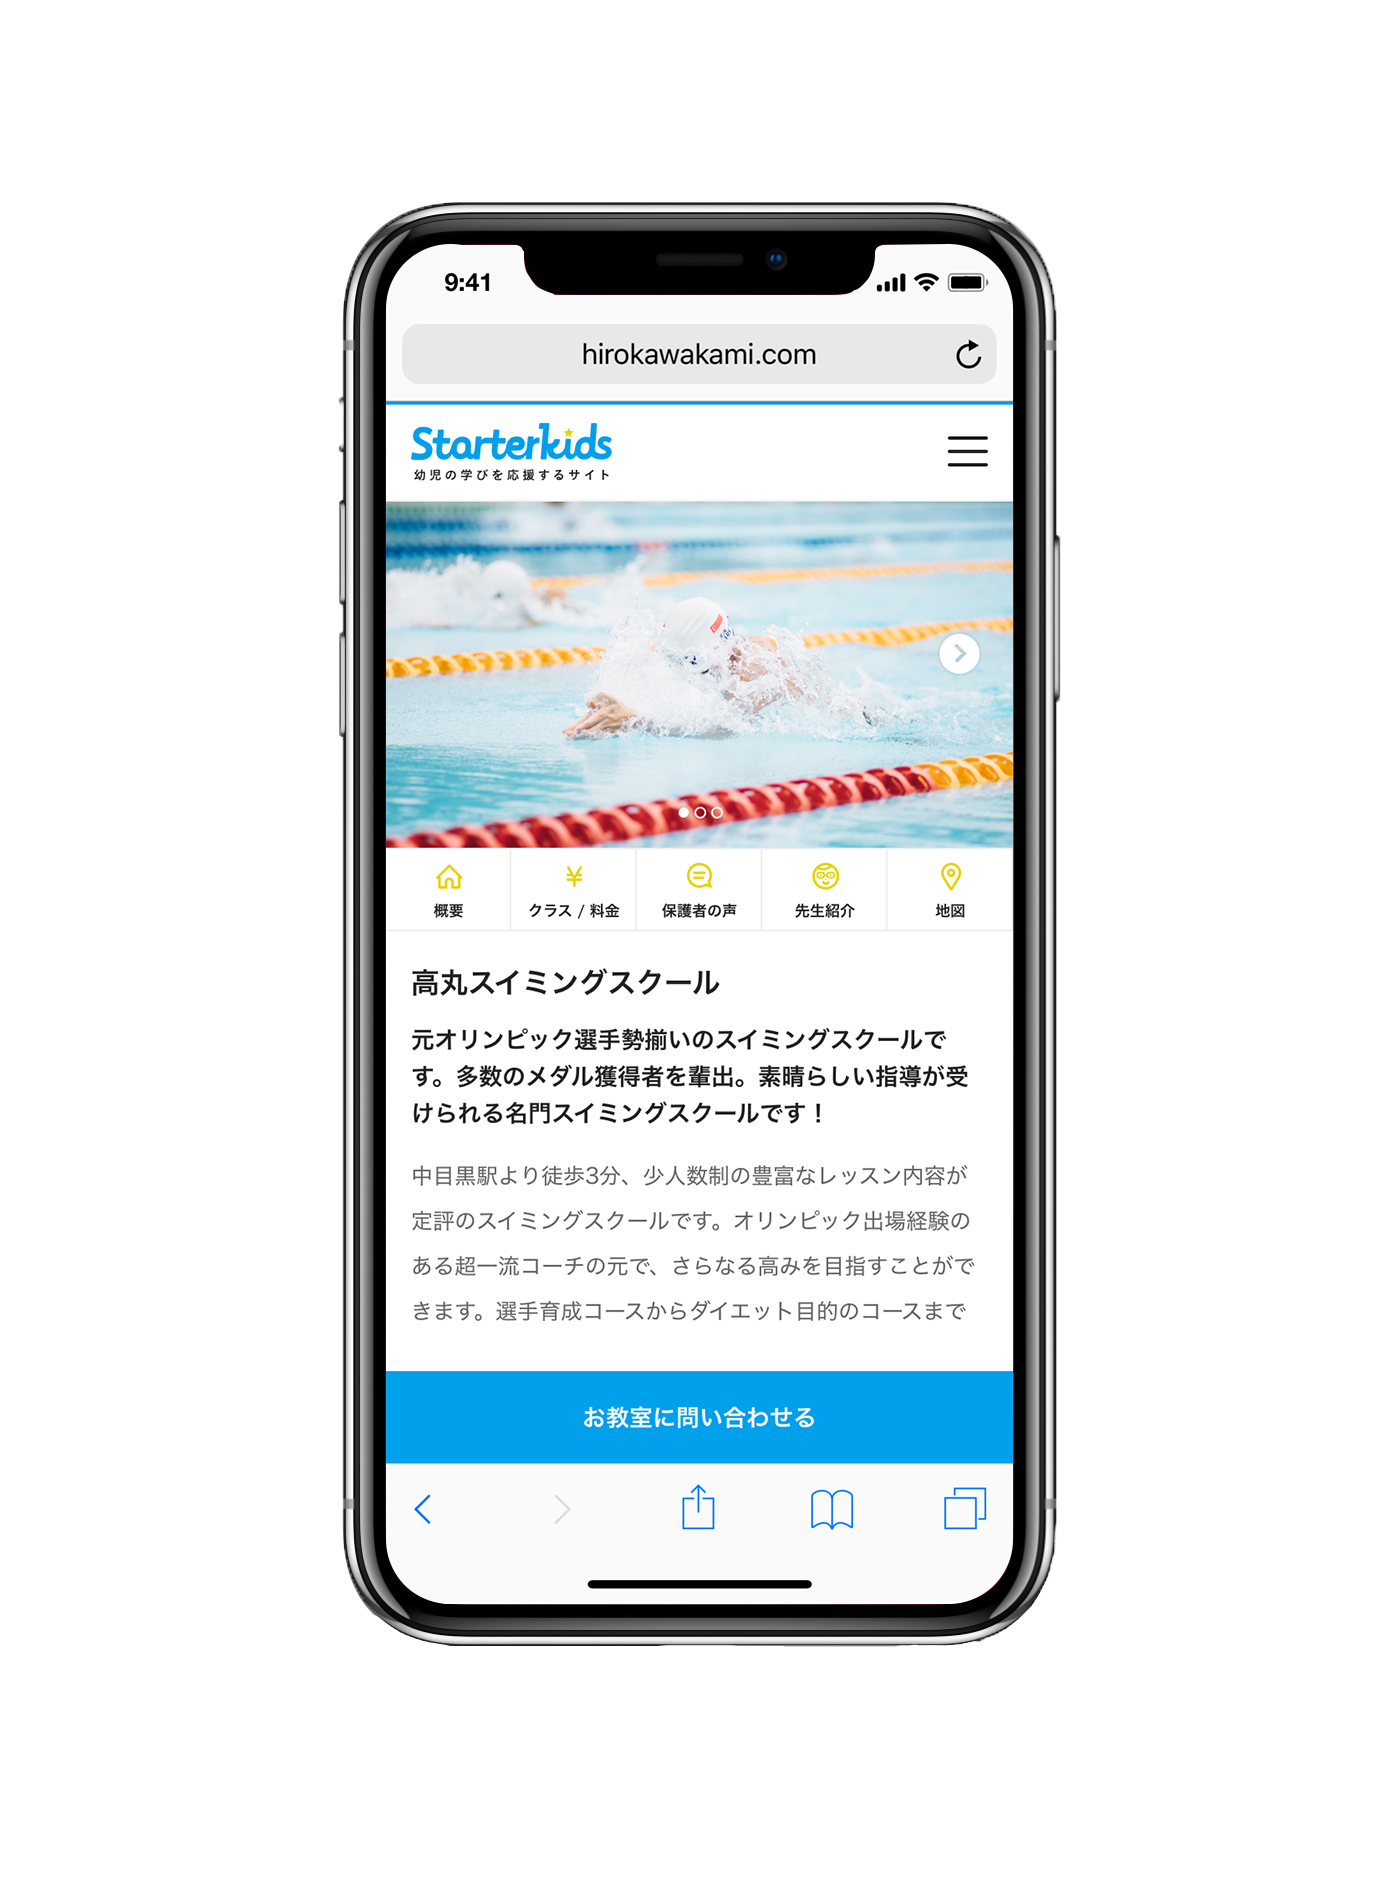 9:41
hirokawakami.com
Starterkids
幼児の学びを応援するサイト
概要
クラス / 料金
保護者の声
先生紹介
地図
高丸スイミングスクール
元オリンピック選手勢揃いのスイミングスクールで
す。多数のメダル獲得者を輩出。素晴らしい指導が受
けられる名門スイミングスクールです！
中目黒駅より徒歩3分、少人数制の豊富なレッスン内容が
定評のスイミングスクールです。オリンピック出場経験の
ある超一流コーチの元で、さらなる高みを目指すことがで
きます。選手育成コースからダイエット目的のコースまで
お教室に問い合わせる